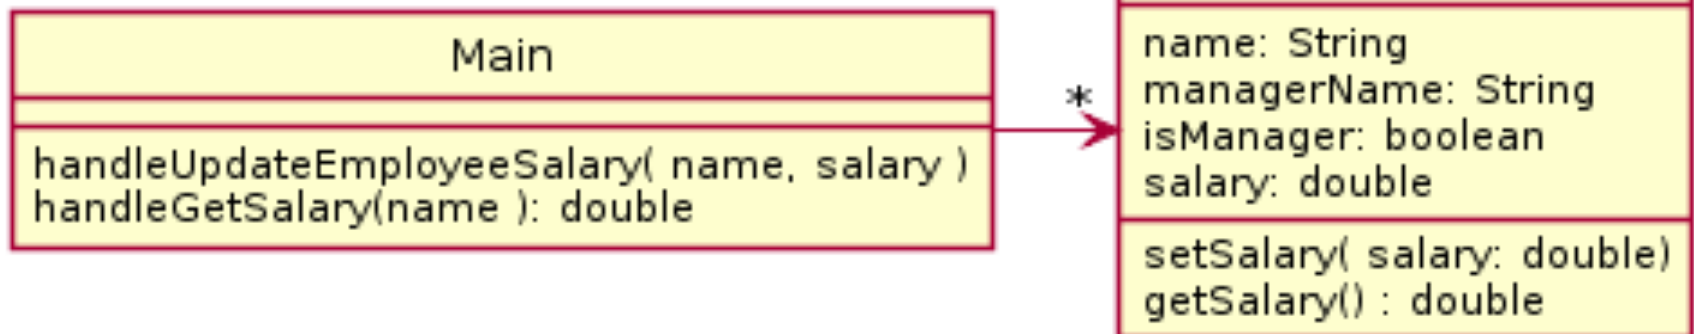 Main
handleUpdateEmployeeSalary( name, salary )
handleGetSalary(name ): double
*
name: String
managerName: String
isManager: boolean
salary: double
setSalary( salary: double)
getSalary() : double